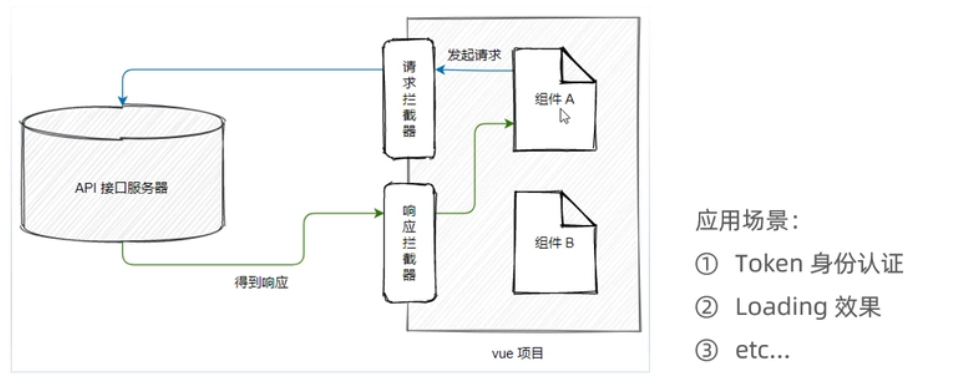 发起请求
请求拦截器
组件 A
API 接口服务器
响应拦截器
组件 B
得到响应
vue 项目
应用场景：
① Token 身份认证
② Loading 效果
③ etc...